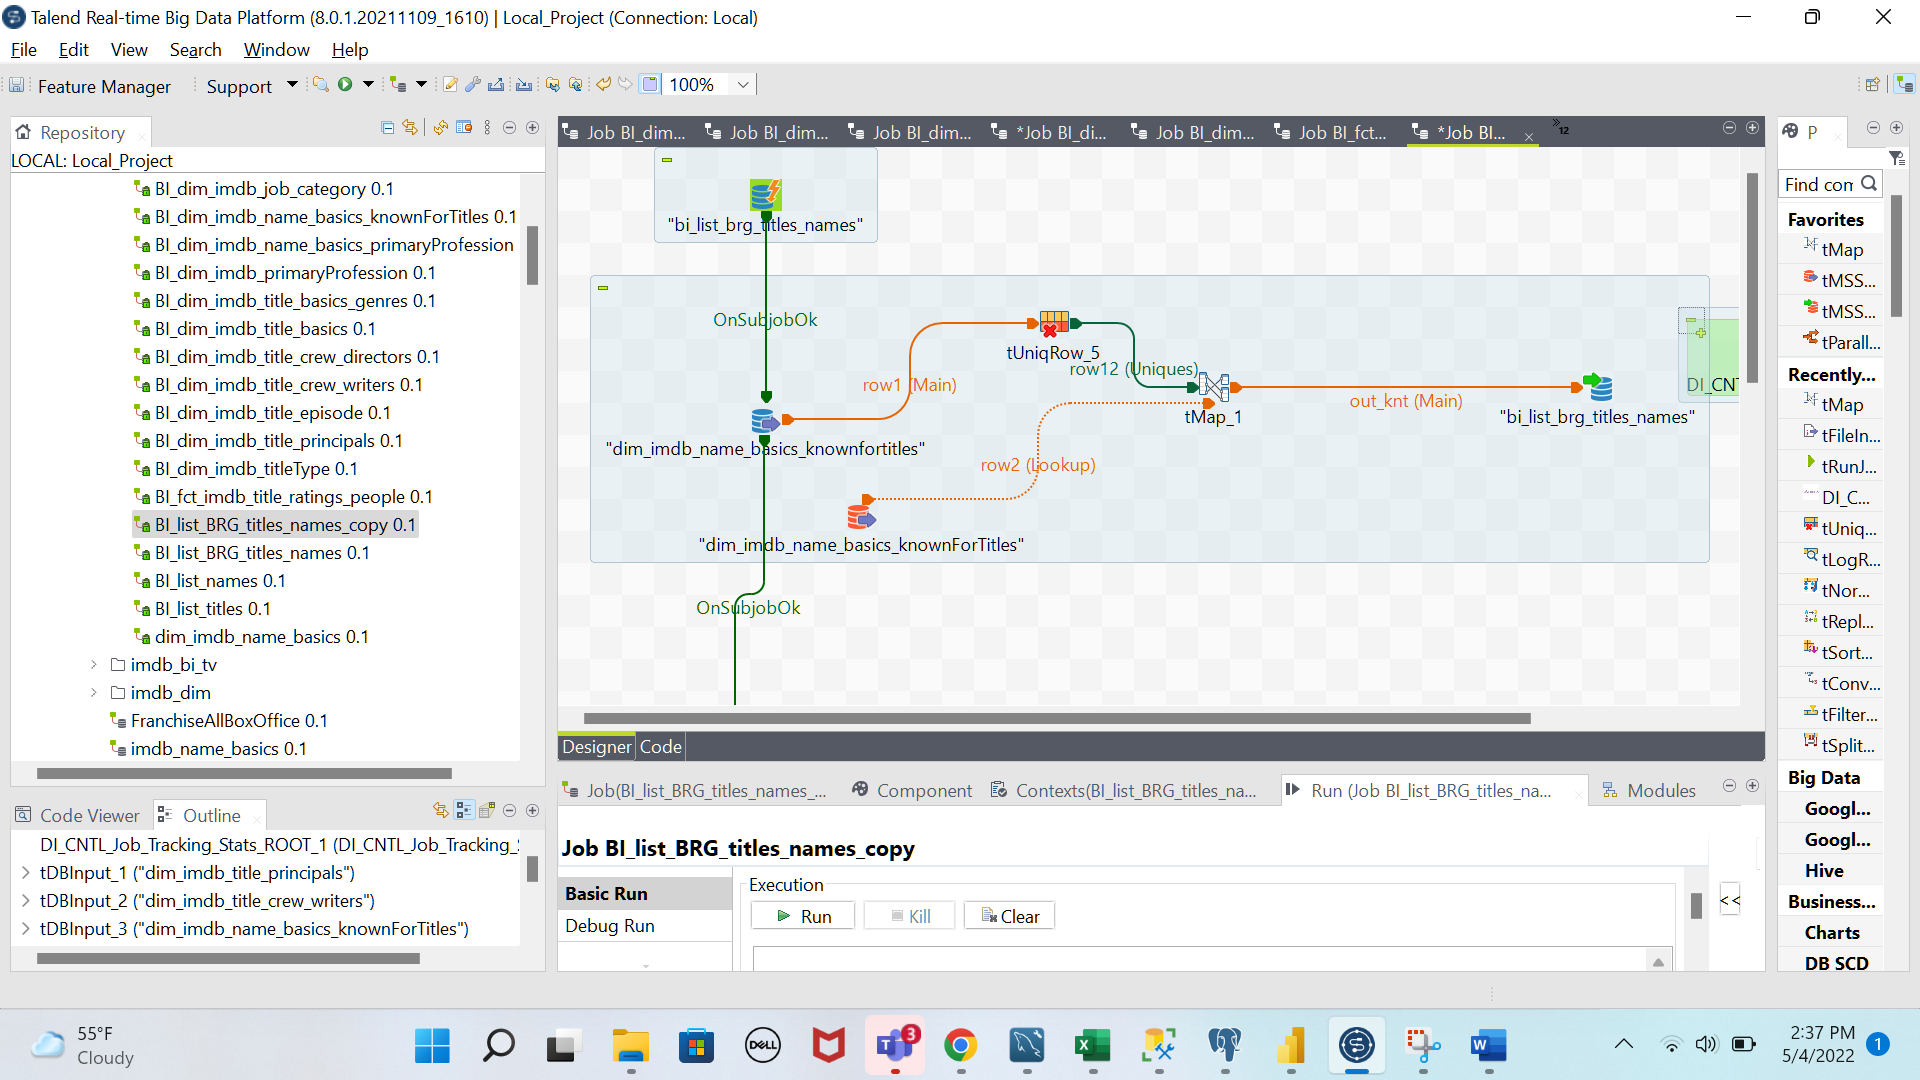 Talend Real-time Big Data Platform (8.0.1.20211109_1610) | Local_Project (Connection: Local)
File Edit View Search Window Help
Feature Manager Support 100%
Repository
LOCAL: Local_Project
BI_dim_imdb_job_category 0.1
BI_dim_imdb_name_basics_knownForTitles 0.1
BI_dim_imdb_name_basics_primaryProfession
BI_dim_imdb_primaryProfession 0.1
BI_dim_imdb_title_basics_genres 0.1
BI_dim_imdb_title_basics 0.1
BI_dim_imdb_title_crew_directors 0.1
BI_dim_imdb_title_crew_writers 0.1
BI_dim_imdb_title_episode 0.1
BI_dim_imdb_title_principals 0.1
BI_dim_imdb_titleType 0.1
BI_fct_imdb_title_ratings_people 0.1
BI_list_BRG_titles_names_copy 0.1
BI_list_BRG_titles_names 0.1
BI_list_names 0.1
BI_list_titles 0.1
dim_imdb_name_basics 0.1
imdb_bi_tv
imdb_dim
FranchiseAllBoxOffice 0.1
imdb_name_basics 0.1
Code Viewer Outline
DI_CNTL_Job_Tracking_Stats_ROOT_1 (DI_CNTL_Job_Tracking_
tDBInput_1 ("dim_imdb_title_principals")
tDBInput_2 ("dim_imdb_title_crew_writers")
tDBInput_3 ("dim_imdb_name_basics_knownForTitles")
Job BI_dim... Job BI_dim... Job BI_dim... *Job BI_di... Job BI_dim... Job BI_fct... *Job BI... 12
"bi_list_brg_titles_names"
OnSubjobOk
tUniqRow_5
row12 (Uniques)
row1 (Main)
tMap_1
out_knt (Main)
"bi_list_brg_titles_names"
DI_CNT
"dim_imdb_name_basics_knownfortitles"
row2 (Lookup)
"dim_imdb_name_basics_knownForTitles"
OnSubjobOk
Designer Code
Job(BI_list_BRG_titles_names_... Component Contexts(BI_list_BRG_titles_na... Run (Job BI_list_BRG_titles_na... Modules
Job BI_list_BRG_titles_names_copy
Basic Run
Debug Run
Execution
Run Kill Clear
<<
P
Find con
Favorites
tMap
tMSS...
tMSS...
tParall...
Recently...
tMap
tFileIn...
tRunJ...
DI_C...
tUniq...
tLogR...
tNor...
tRepl...
tSort...
tConv...
tFilter...
tSplit...
Big Data
Googl...
Googl...
Hive
Business...
Charts
DB SCD
55°F
Cloudy
DELL
3
2:37 PM
5/4/2022
1